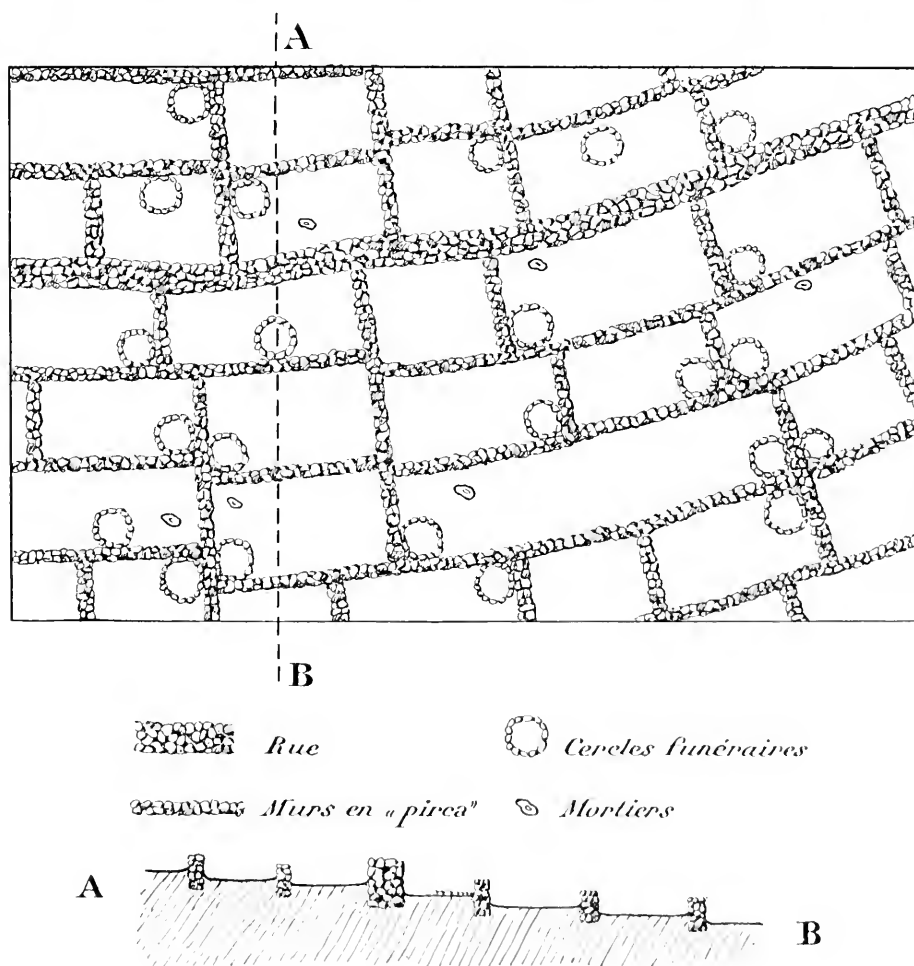 A
B
Rue
Cercles funéraires
Murs en „pirca”
Mortiers
A
B